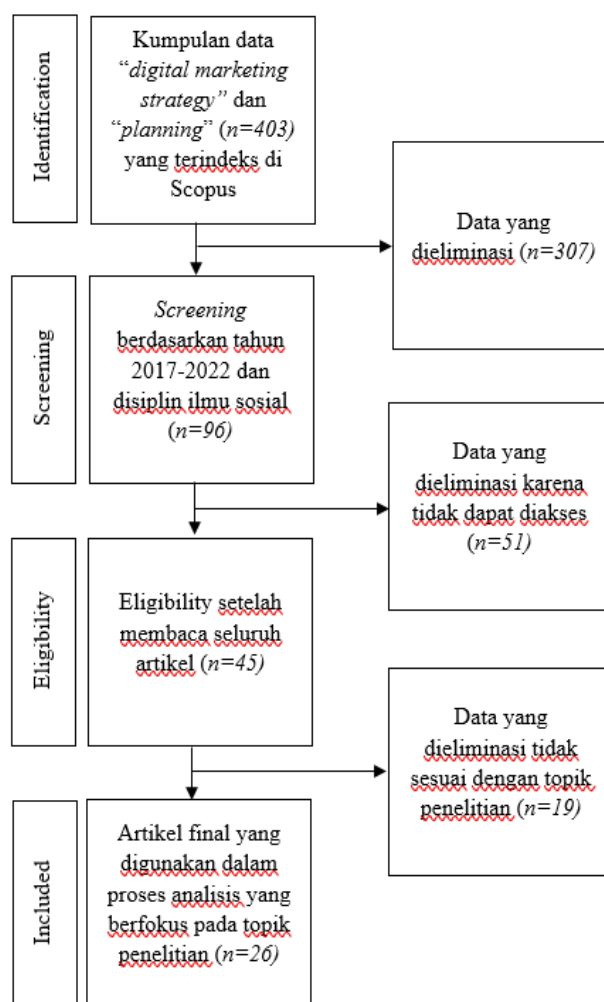 Identification
Kumpulan data
“digital marketing
strategy” dan
“planning” (n=403)
yang terindeks di
Scopus
Data yang
dieliminasi (n=307)
Screening
Screening
berdasarkan tahun
2017-2022 dan
disiplin ilmu sosial
(n=96)
Data yang
dieliminasi karena
tidak dapat diakses
(n=51)
Eligibility
Eligibility setelah
membaca seluruh
artikel (n=45)
Data yang
dieliminasi tidak
sesuai dengan topik
penelitian (n=19)
Included
Artikel final yang
digunakan dalam
proses analisis yang
berfokus pada topik
penelitian (n=26)